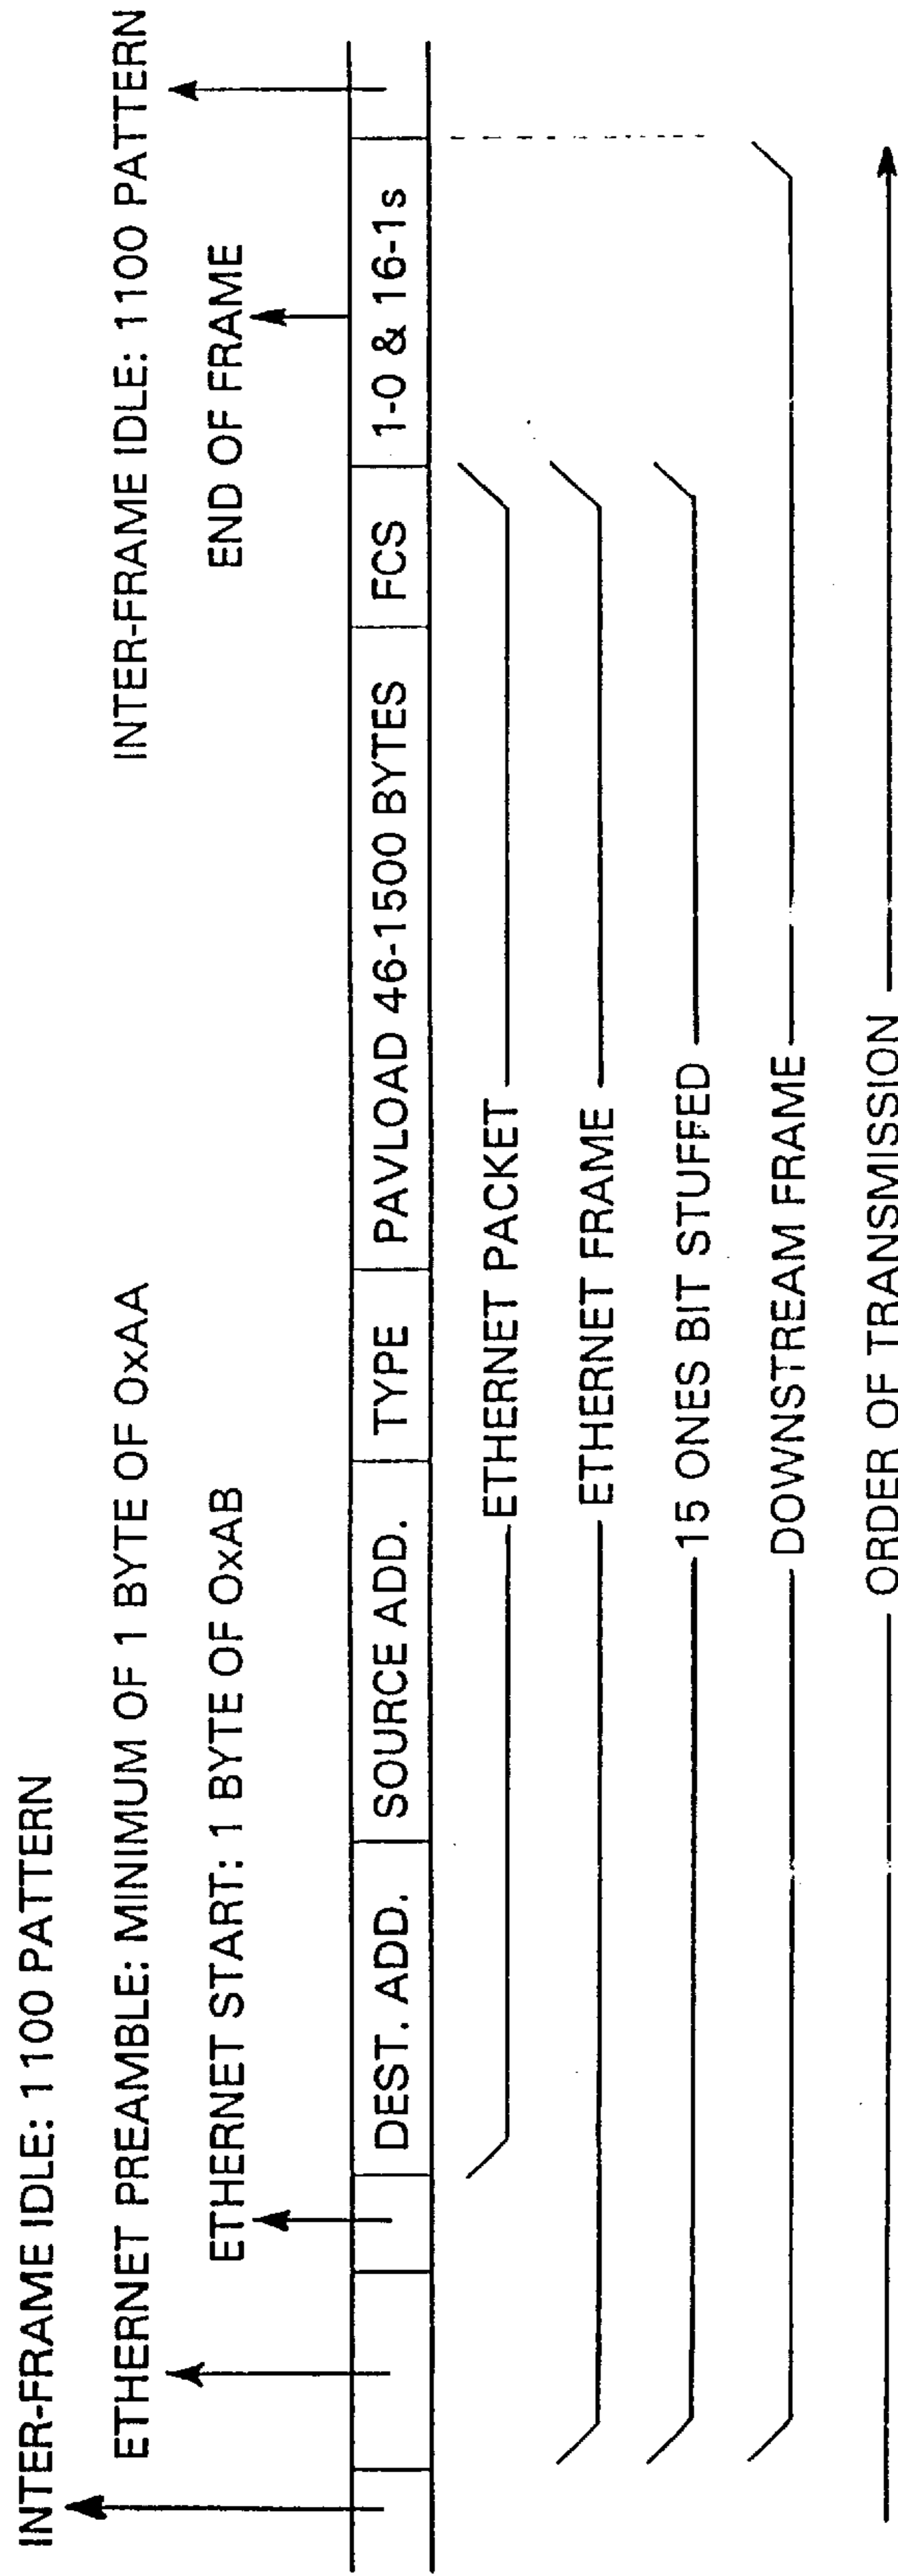 INTER-FRAME IDLE: 1100 PATTERN
ETHERNET PREAMBLE: MINIMUM OF 1 BYTE OF OxAA
ETHERNET START: 1 BYTE OF OxAB
INTER-FRAME IDLE: 1100 PATTERN
END OF FRAME
DEST. ADD. SOURCE ADD. TYPE PAVLOAD 46-1500 BYTES FCS 1-0 & 16-1s
ETHERNET PACKET
ETHERNET FRAME
15 ONES BIT STUFFED
DOWNSTREAM FRAME
ORDER OF TRANSMISSION